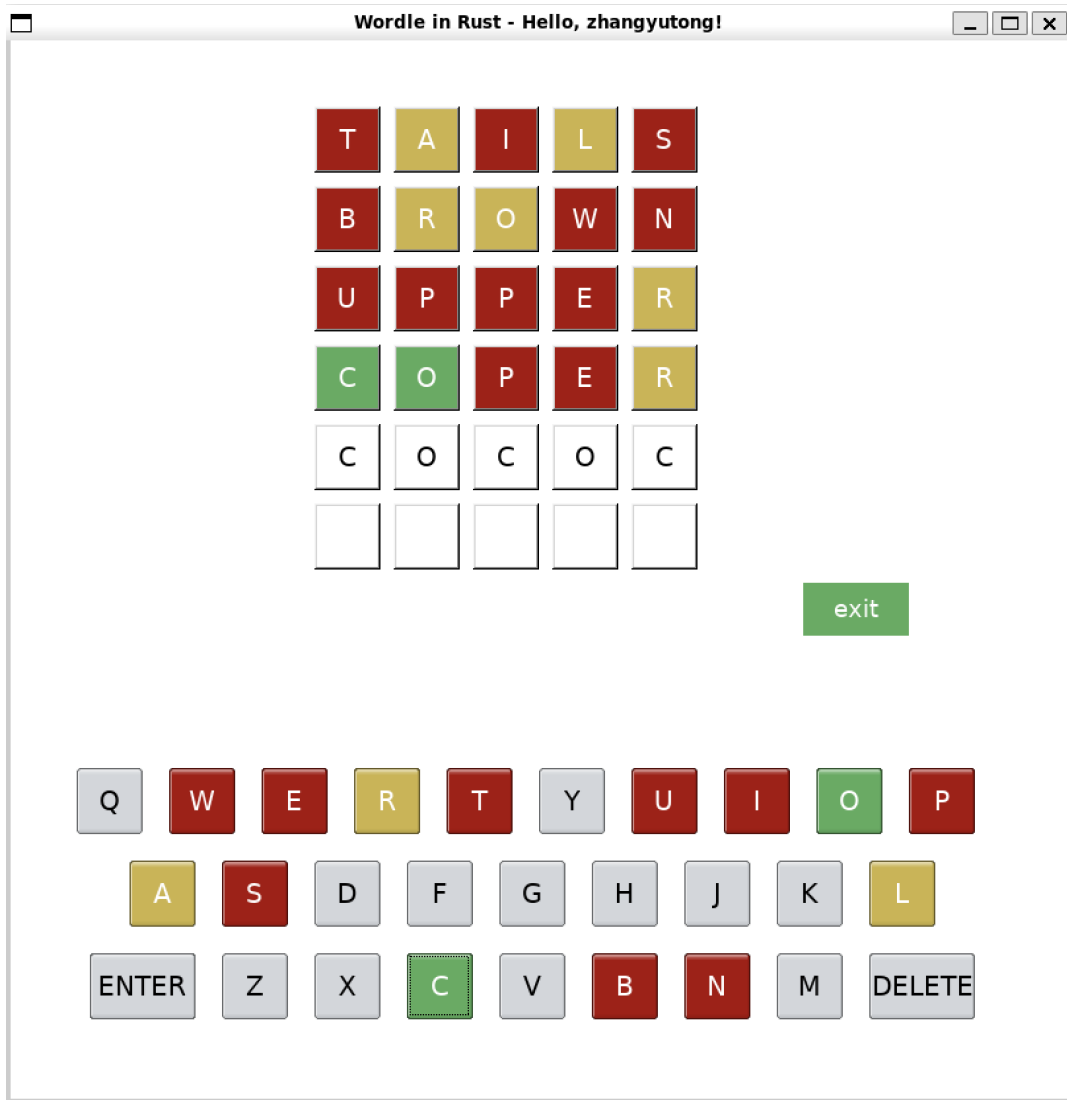 Wordle in Rust - Hello, zhangyutong!
T A I L S
B R O W N
U P P E R
C O P E R
C O C O C
exit
Q W E R T Y U I O P
A S D F G H J K L
ENTER Z X C V B N M DELETE